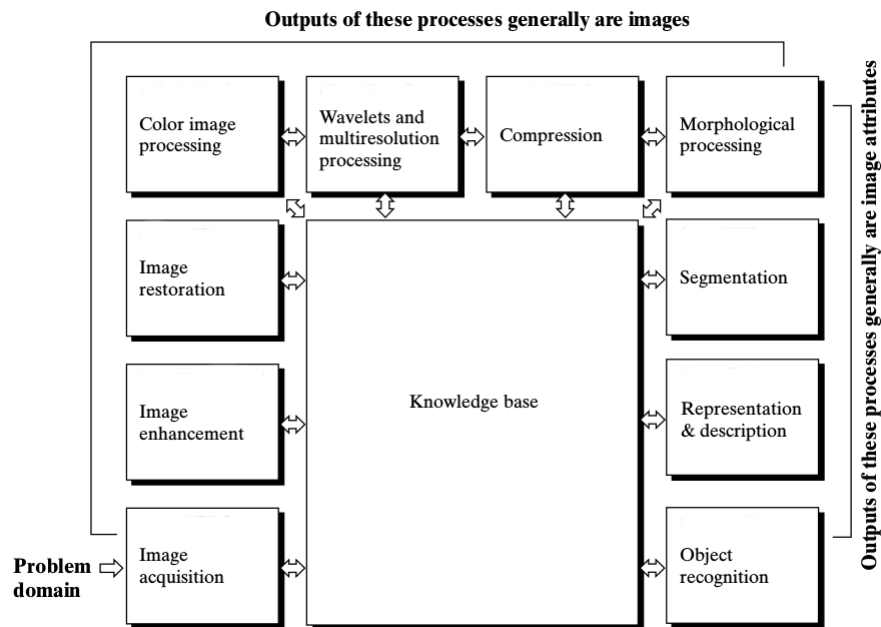 Outputs of these processes generally are images
Color image
processing
Wavelets and
multiresolution
processing
Compression
Morphological
processing
Image
restoration
Segmentation
Image
enhancement
Knowledge base
Representation
& description
Problem
domain
Image
acquisition
Object
recognition
Outputs of these processes generally are image attributes